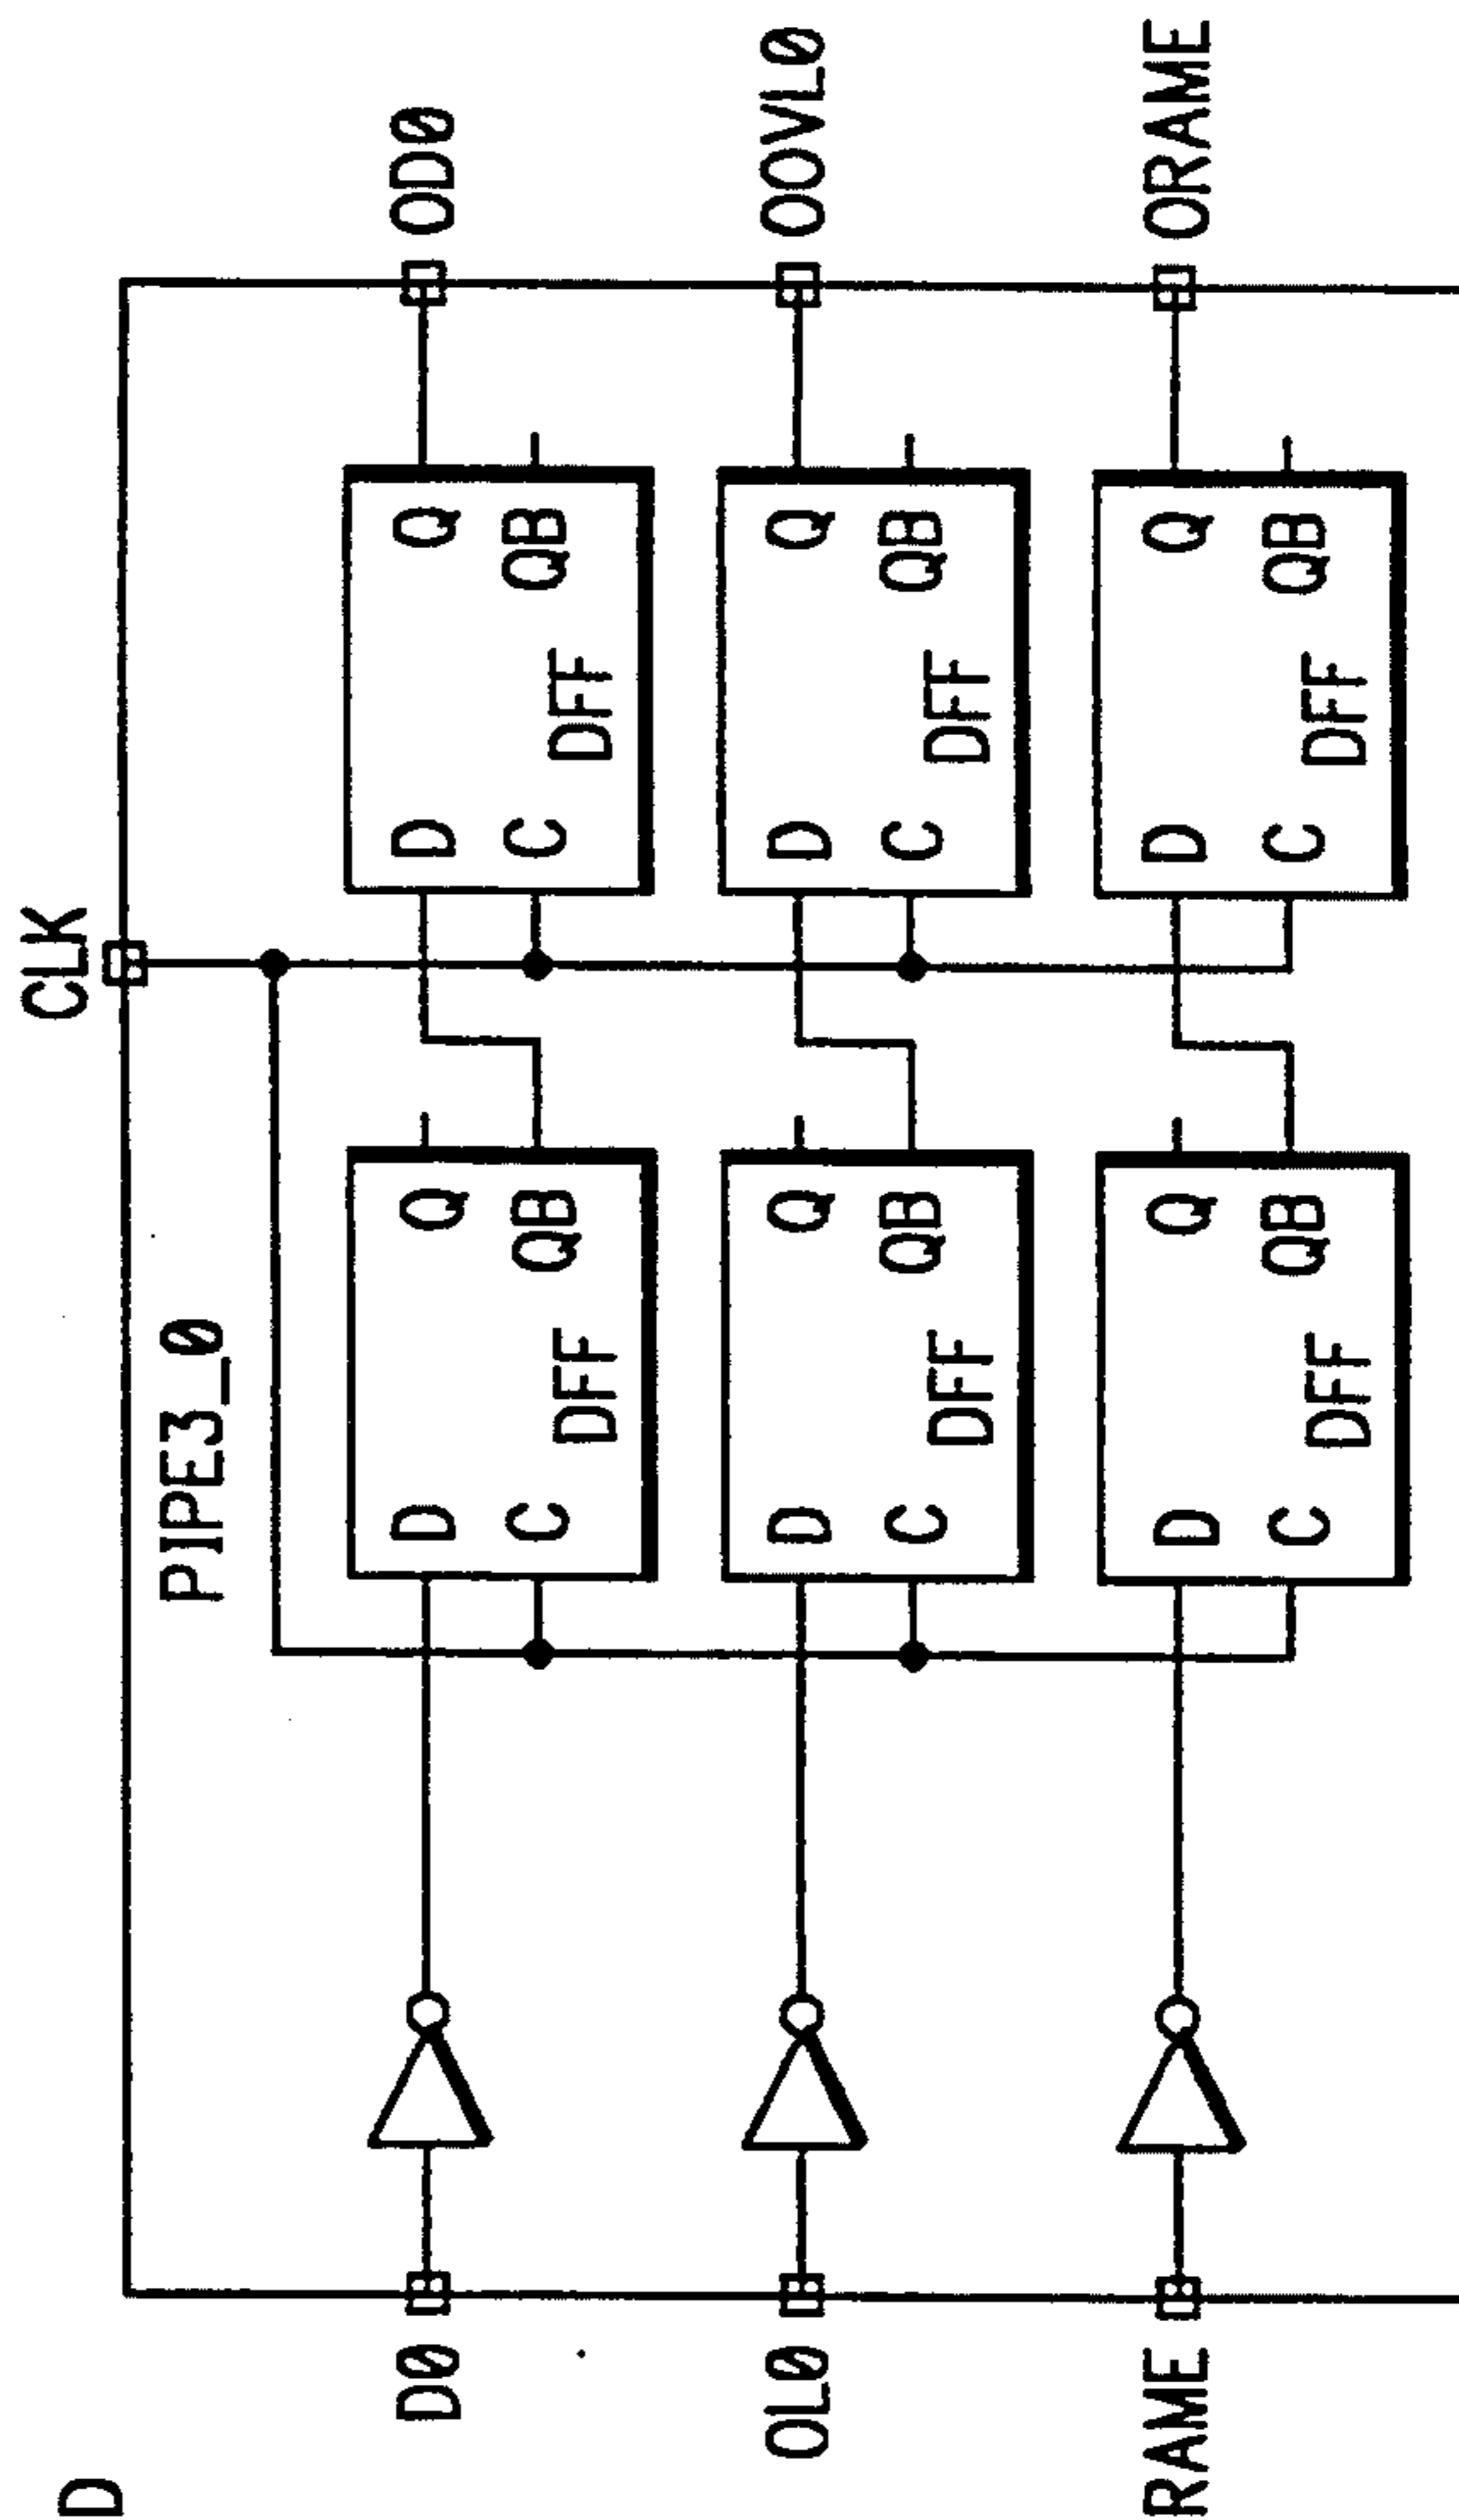 CLK
D
PIPE3_0
D0 D Q D Q OD0
C QB C QB
DFF DFF
OL0 D Q D Q OOVL0
C QB C QB
DFF DFF
RAME D Q D Q ORAME
C QB C QB
DFF DFF